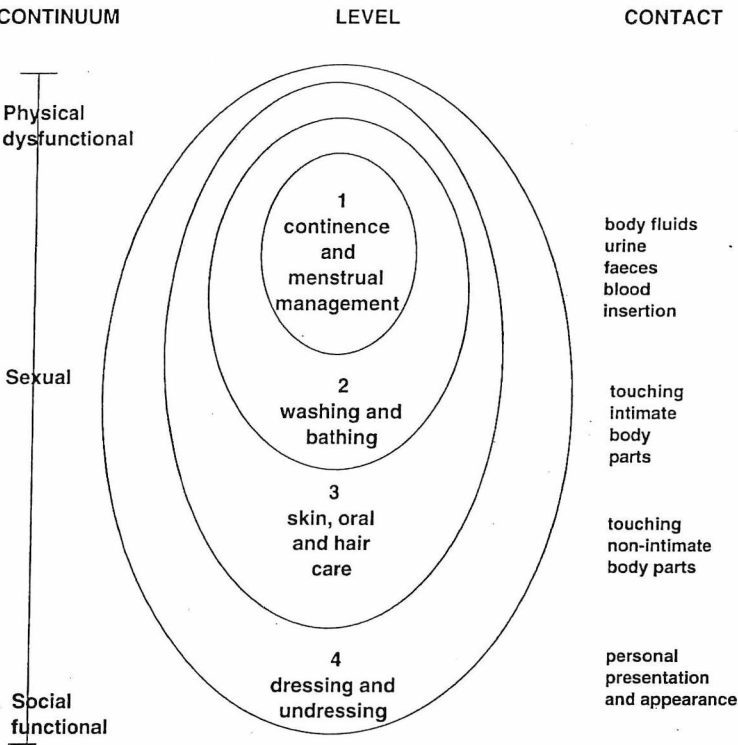 CONTINUUM
LEVEL
CONTACT
Physical
dysfunctional
1
continence
and
menstrual
management
body fluids
urine
faeces
blood
insertion
Sexual
2
washing and
bathing
touching
intimate
body
parts
3
skin, oral
and hair
care
touching
non-intimate
body parts
4
dressing and
undressing
personal
presentation
and appearance
Social
functional